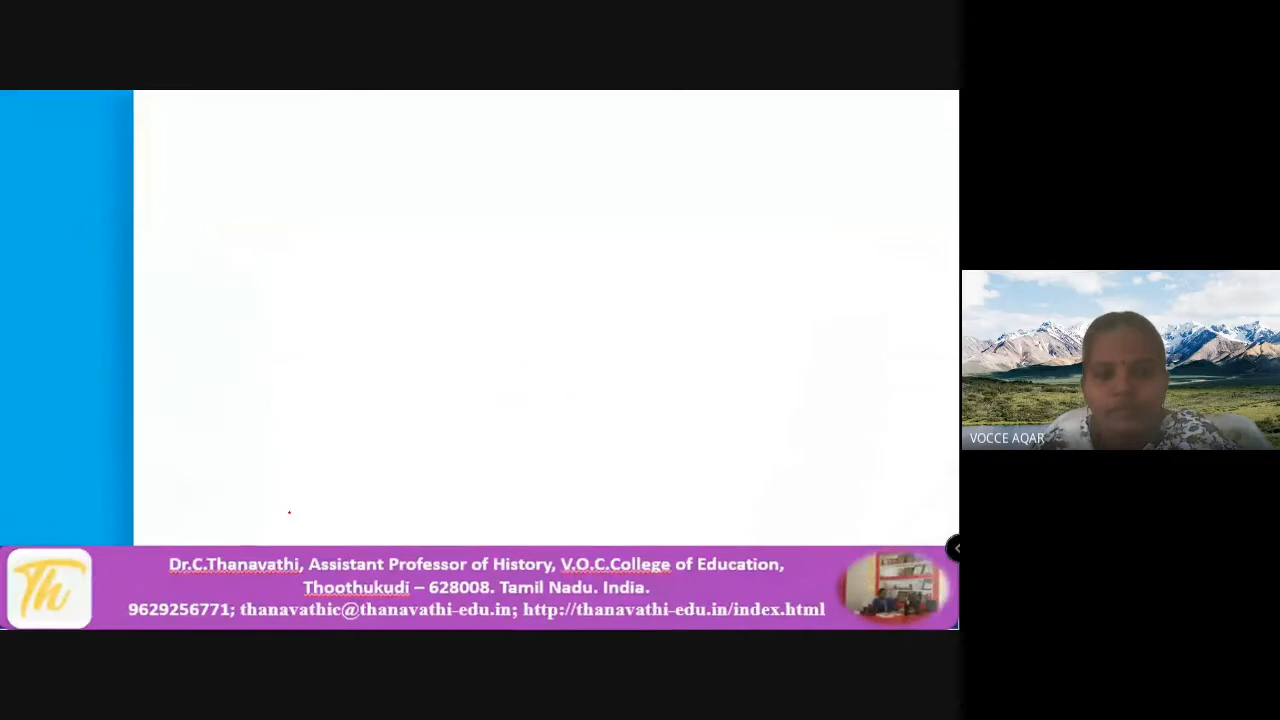 Th
Dr.C.Thanavathi, Assistant Professor of History, V.O.C.College of Education,
Thoothukudi – 628008. Tamil Nadu. India.
9629256771; thanavathic@thanavathi-edu.in; http://thanavathi-edu.in/index.html
VOCCE AQAR